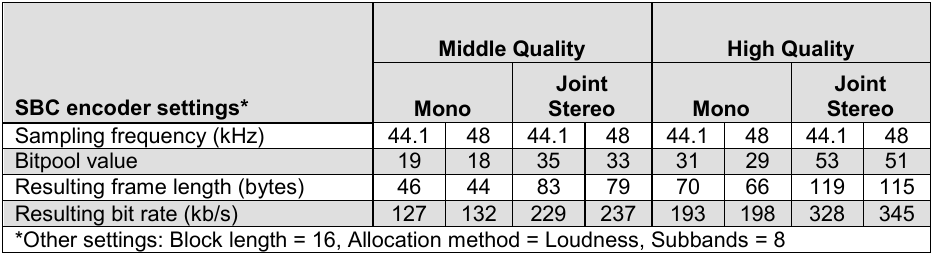 Middle Quality High Quality
SBC encoder settings* Mono Joint Stereo Mono Joint Stereo
Sampling frequency (kHz) 44.1 48 44.1 48 44.1 48 44.1 48
Bitpool value 19 18 35 33 31 29 53 51
Resulting frame length (bytes) 46 44 83 79 70 66 119 115
Resulting bit rate (kb/s) 127 132 229 237 193 198 328 345
*Other settings: Block length = 16, Allocation method = Loudness, Subbands = 8